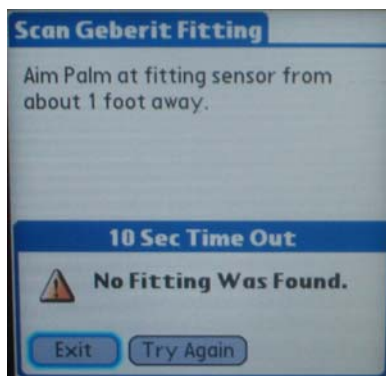 Scan Geberit Fitting
Aim Palm at fitting sensor from
about 1 foot away.
10 Sec Time Out
No Fitting Was Found.
Exit
Try Again